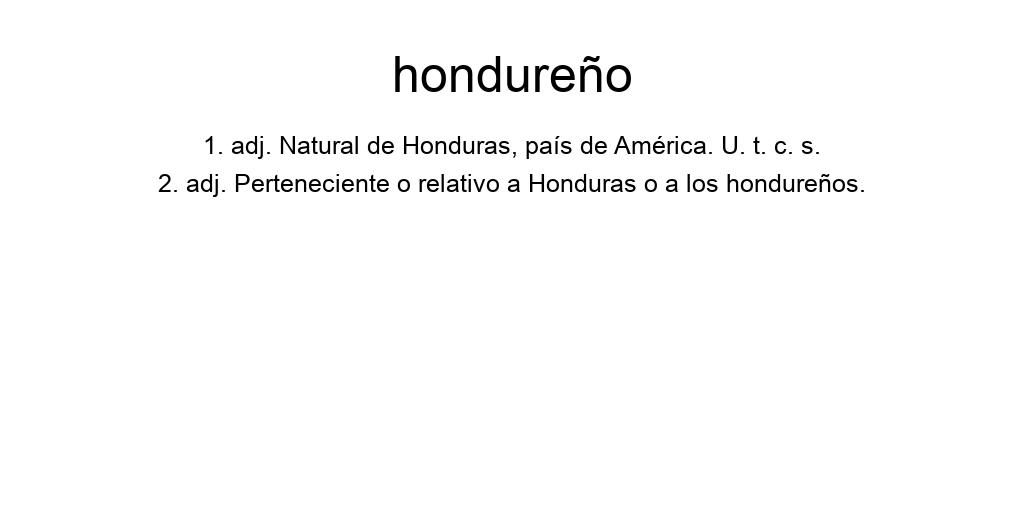 hondureño
1. adj. Natural de Honduras, país de América. U. t. c. s.
2. adj. Perteneciente o relativo a Honduras o a los hondureños.